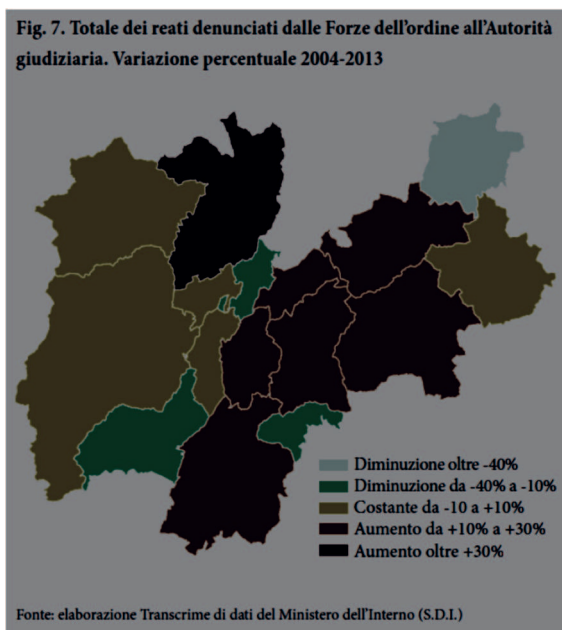 Fig. 7. Totale dei reati denunciati dalle Forze dell'ordine all'Autorità
giudiziaria. Variazione percentuale 2004-2013
Diminuzione oltre -40%
Diminuzione da -40% a -10%
Costante da -10 a +10%
Aumento da +10% a +30%
Aumento oltre +30%
Fonte: elaborazione Transcrime di dati del Ministero dell'Interno (S.D.I.)